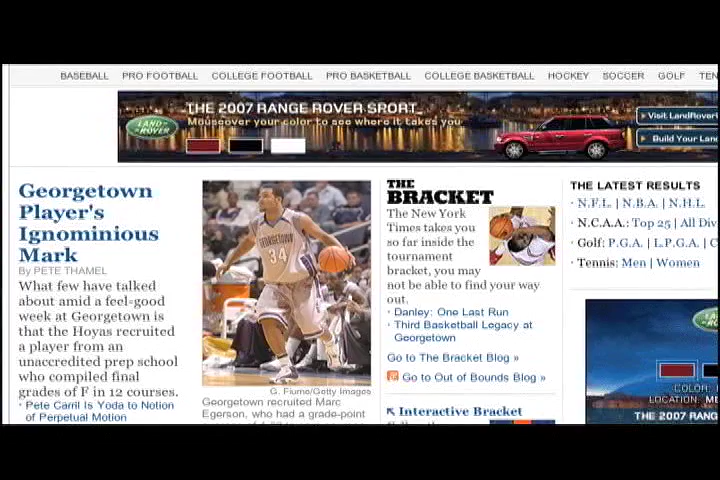 BASEBALL PRO FOOTBALL COLLEGE FOOTBALL PRO BASKETBALL COLLEGE BASKETBALL HOCKEY SOCCER GOLF TEN
THE 2007 RANGE ROVER SPORT
Mouseover your color to see where it takes you
LAND
ROVER
Visit LandRover
Build Your Lan
Georgetown
Player's
Ignominious
Mark
By PETE THAMEL
What few have talked
about amid a feel-good
week at Georgetown is
that the Hoyas recruited
a player from an
unaccredited prep school
who compiled final
grades of F in 12 courses.
Pete Carril Is Yoda to Notion
of Perpetual Motion
GEORGETOWN
34
G. Fiume/Getty Images
Georgetown recruited Marc
Egerson, who had a grade-point
THE
BRACKET
The New York
Times takes you
so far inside the
tournament
bracket, you may
not be able to find your way
out.
Danley: One Last Run
Third Basketball Legacy at
Georgetown
Go to The Bracket Blog »
Go to Out of Bounds Blog »
Interactive Bracket
THE LATEST RESULTS
N.F.L. | N.B.A. | N.H.L.
N.C.A.A.: Top 25 | All Div
Golf: P.G.A. | L.P.G.A. | C
Tennis: Men | Women
LAN
RO
COLOR:
LOCATION: ME
THE 2007 RANG